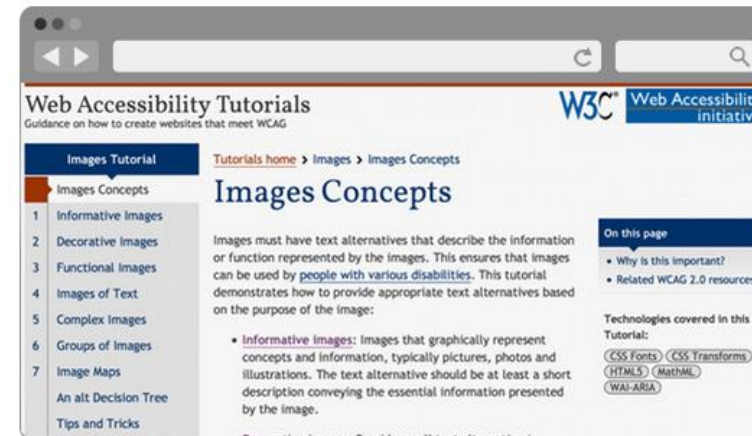 Web Accessibility Tutorials
Guidance on how to create websites that meet WCAG
W3C®
Web Accessibilit
initiativ
Images Tutorial
Images Concepts
1 Informative Images
2 Decorative Images
3 Functional Images
4 Images of Text
5 Complex Images
6 Groups of Images
7 Image Maps
An alt Decision Tree
Tips and Tricks
Tutorials home > Images > Images Concepts
Images Concepts
Images must have text alternatives that describe the information
or function represented by the images. This ensures that images
can be used by people with various disabilities. This tutorial
demonstrates how to provide appropriate text alternatives based
on the purpose of the image:
• Informative images: Images that graphically represent
concepts and information, typically pictures, photos and
illustrations. The text alternative should be at least a short
description conveying the essential information presented
by the image.
On this page
• Why is this important?
• Related WCAG 2.0 resources
Technologies covered in this
Tutorial:
CSS Fonts CSS Transforms
HTML5 MathML
WAI-ARIA